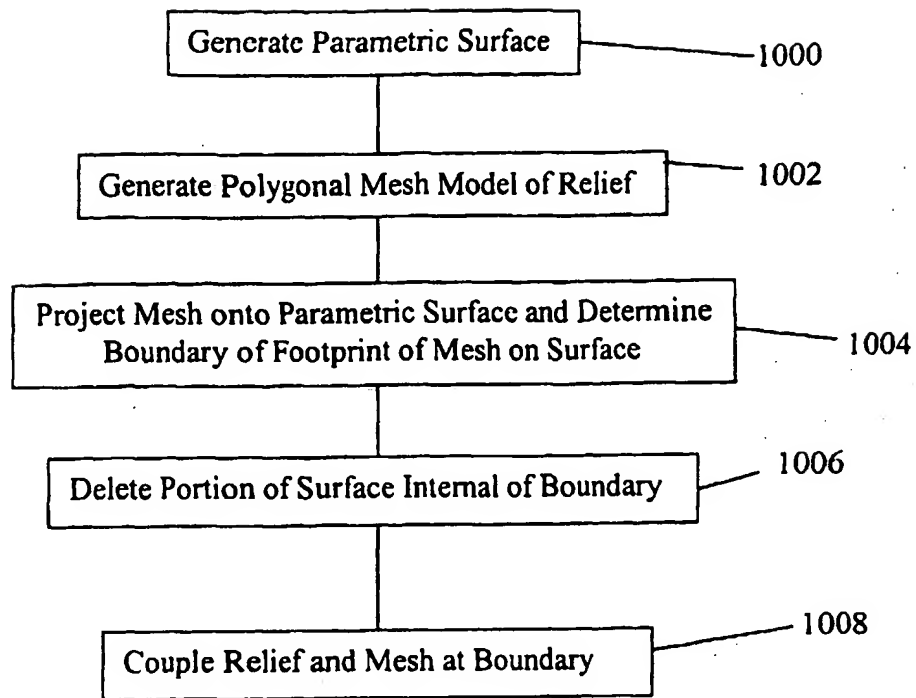 Generate Parametric Surface
1000
Generate Polygonal Mesh Model of Relief
1002
Project Mesh onto Parametric Surface and Determine
Boundary of Footprint of Mesh on Surface
1004
Delete Portion of Surface Internal of Boundary
1006
Couple Relief and Mesh at Boundary
1008